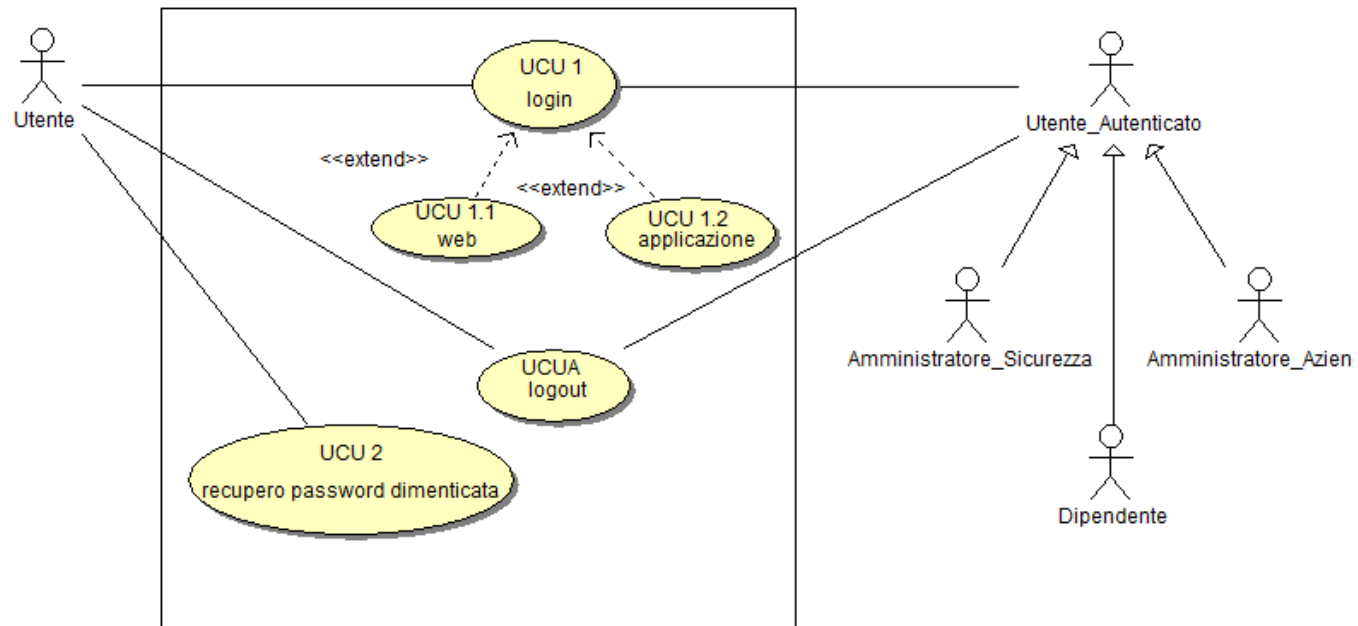 UCU 1
login
Utente
Utente_Autenticato
<<extend>>
<<extend>>
UCU 1.1
web
UCU 1.2
applicazione
Amministratore_Sicurezza
Amministratore_Azien
UCUA
logout
UCU 2
recupero password dimenticata
Dipendente